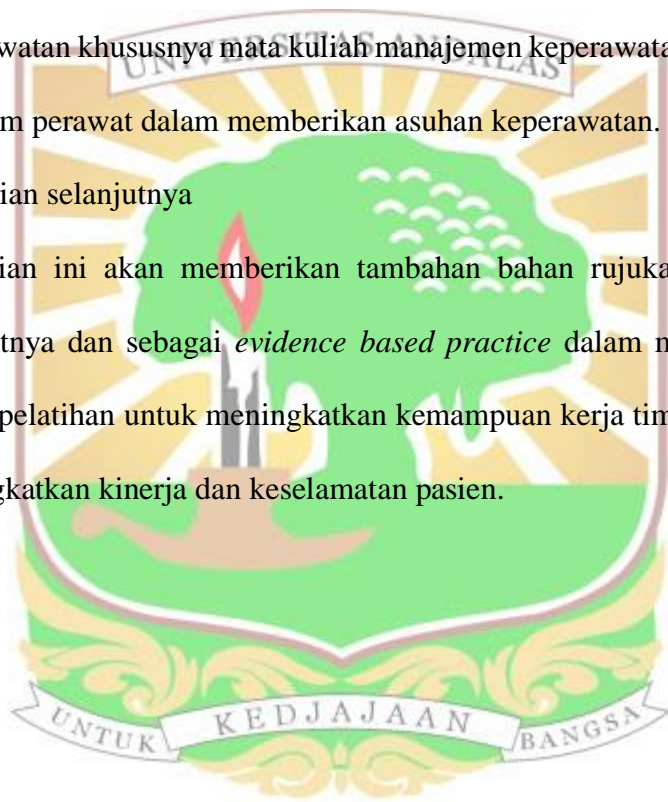 watan khususnya mata kuliah manajemen keperawata
UNIVERSITAS ANDALAS
m perawat dalam memberikan asuhan keperawatan.
ian selanjutnya
ian ini akan memberikan tambahan bahan rujuka
tnya dan sebagai evidence based practice dalam m
pelatihan untuk meningkatkan kemampuan kerja tim
gkatkan kinerja dan keselamatan pasien.
UNTUK KEDJAJAAN BANGSA